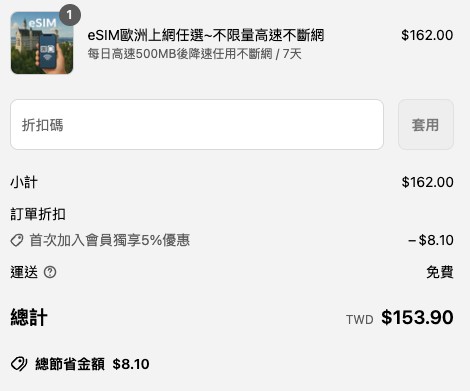 eSIM
1
eSIM歐洲上網任選~不限量高速不斷網 $162.00
每日高速500MB後降速任用不斷網 / 7天
折扣碼 套用
小計 $162.00
訂單折扣
首次加入會員獨享5%優惠 –$8.10
運送 ? 免費
總計 TWD $153.90
總節省金額 $8.10